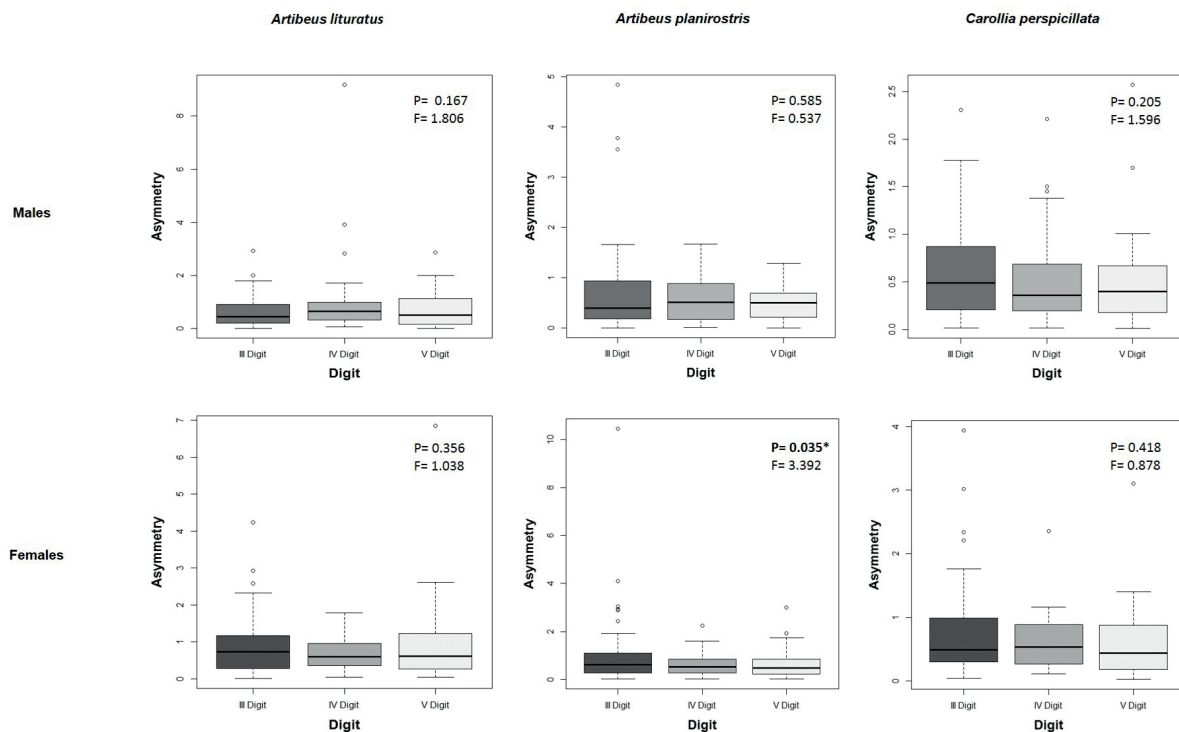 Artibeus lituratus
Artibeus planirostris
Carollia perspicillata
Males
Asymmetry
8
6
4
2
0
P= 0.167
F= 1.806
III Digit
IV Digit
V Digit
Digit
Asymmetry
5
4
3
2
1
0
P= 0.585
F= 0.537
III Digit
IV Digit
V Digit
Digit
Asymmetry
2.5
2.0
1.5
1.0
0.5
0.0
P= 0.205
F= 1.596
III Digit
IV Digit
V Digit
Digit
Females
Asymmetry
7
6
5
4
3
2
1
0
P= 0.356
F= 1.038
III Digit
IV Digit
V Digit
Digit
Asymmetry
10
8
6
4
2
0
P= 0.035*
F= 3.392
III Digit
IV Digit
V Digit
Digit
Asymmetry
4
3
2
1
0
P= 0.418
F= 0.878
III Digit
IV Digit
V Digit
Digit